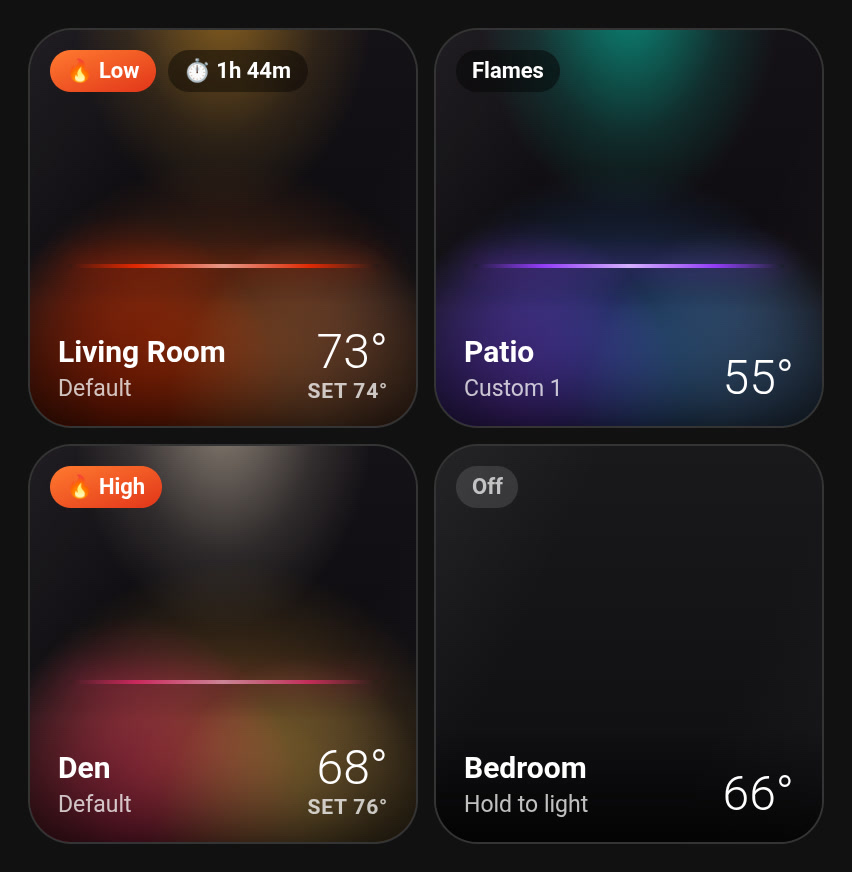 🔥 Low ⏱️ 1h 44m
Living Room
Default
73°
SET 74°
Flames
Patio
Custom 1
55°
🔥 High
Den
Default
68°
SET 76°
Off
Bedroom
Hold to light
66°